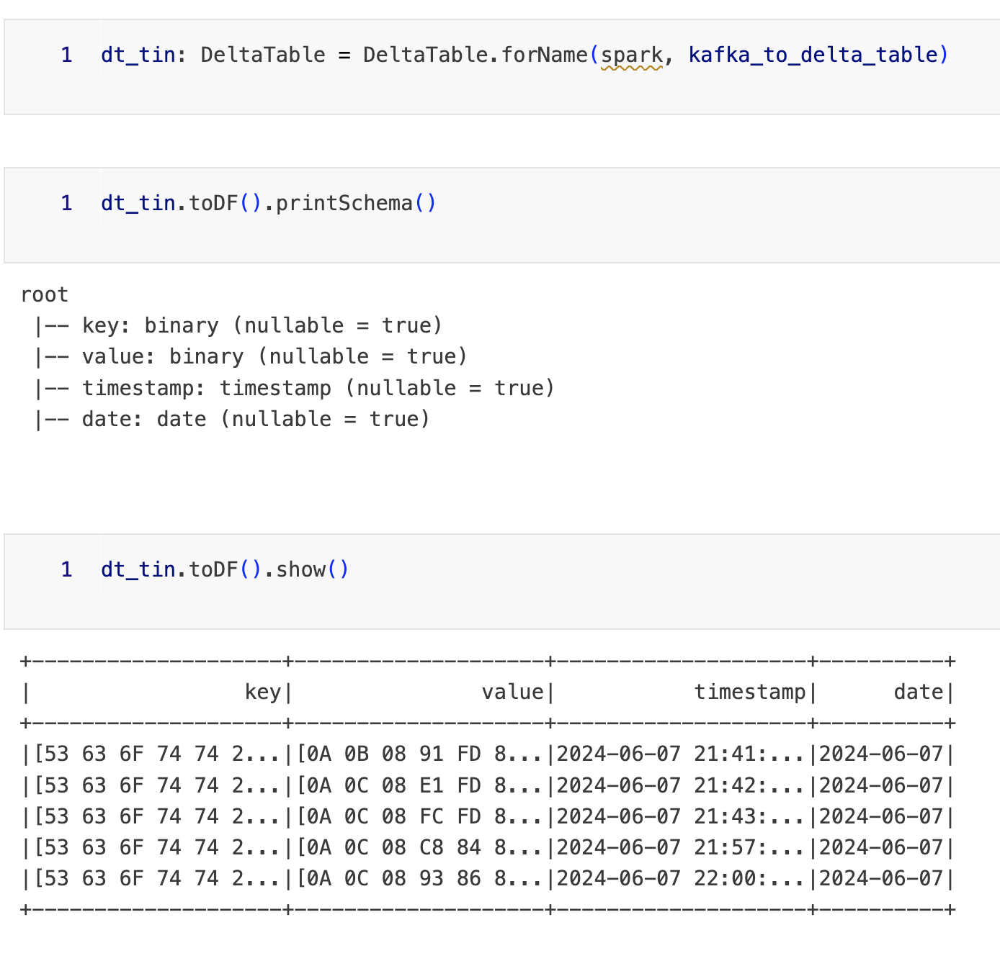 1 dt_tin: DeltaTable = DeltaTable.forName(spark, kafka_to_delta_table)
1 dt_tin.toDF().printSchema()
root
 |-- key: binary (nullable = true)
 |-- value: binary (nullable = true)
 |-- timestamp: timestamp (nullable = true)
 |-- date: date (nullable = true)
1 dt_tin.toDF().show()
+--------------------+--------------------+--------------------+----------+
|                 key|               value|           timestamp|      date|
+--------------------+--------------------+--------------------+----------+
|[53 63 6F 74 74 2...|[0A 0B 08 91 FD 8...|2024-06-07 21:41:...|2024-06-07|
|[53 63 6F 74 74 2...|[0A 0C 08 E1 FD 8...|2024-06-07 21:42:...|2024-06-07|
|[53 63 6F 74 74 2...|[0A 0C 08 FC FD 8...|2024-06-07 21:43:...|2024-06-07|
|[53 63 6F 74 74 2...|[0A 0C 08 C8 84 8...|2024-06-07 21:57:...|2024-06-07|
|[53 63 6F 74 74 2...|[0A 0C 08 93 86 8...|2024-06-07 22:00:...|2024-06-07|
+--------------------+--------------------+--------------------+----------+